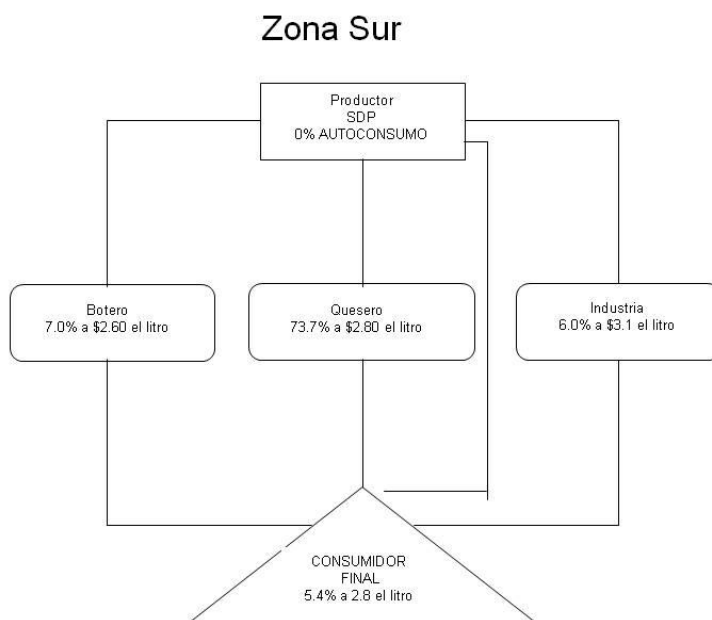 Zona Sur
Productor
SDP
0% AUTOCONSUMO
Botero
7.0% a $2.60 el litro
Quesero
73.7% a $2.80 el litro
Industria
6.0% a $3.1 el litro
CONSUMIDOR
FINAL
5.4% a 2.8 el litro